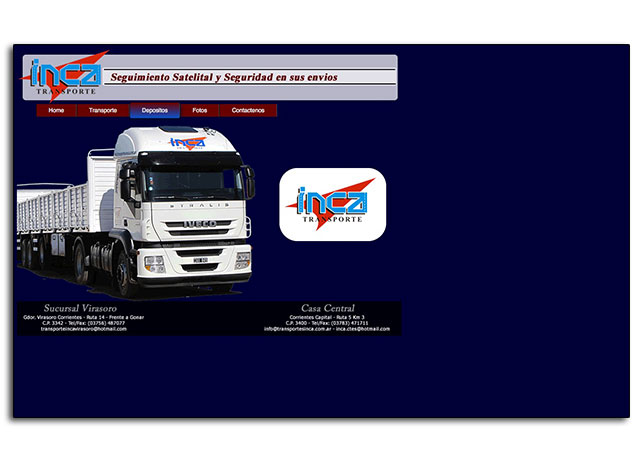 inca
TRANSPORTE
Seguimiento Satelital y Seguridad en sus envios
Home Transporte Depositos Fotos Contactenos
inca
STRALIS
IVECO
inca
TRANSPORTE
Sucursal Virasoro
Gdor. Virasoro Corrientes - Ruta 14 - Frente a Gonar
C.P. 3342 - Tel/Fax: (03756) 487077
transporteincavirasoro@hotmail.com
Casa Central
Corrientes Capital - Ruta 5 Km 3
C.P. 3400 - Tel/Fax: (03783) 471711
info@transportesinca.com.ar - inca.ctes@hotmail.com